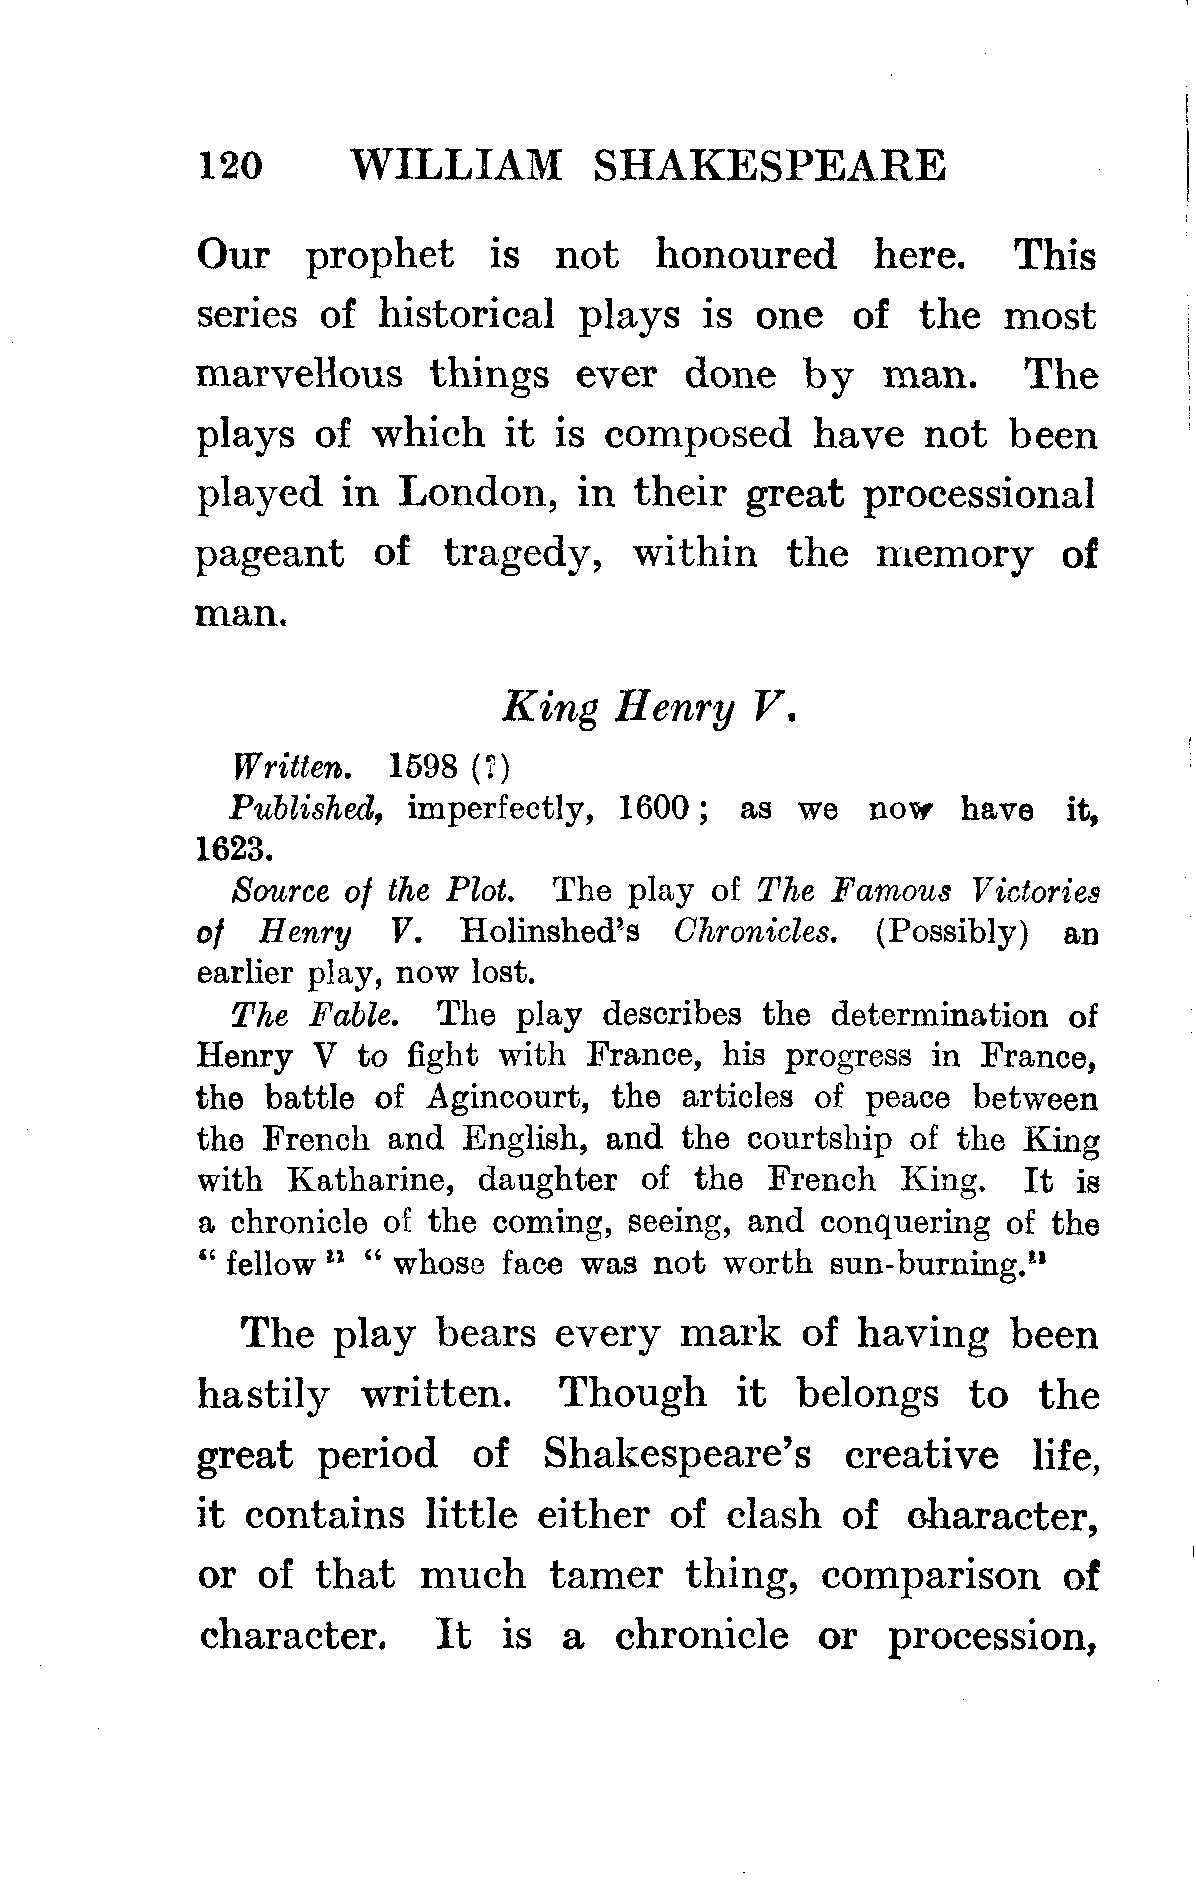 120 WILLIAM SHAKESPEARE
Our prophet is not honoured here. This
series of historical plays is one of the most
marvellous things ever done by man. The
plays of which it is composed have not been
played in London, in their great processional
pageant of tragedy, within the memory of
man.
King Henry V.
Written. 1598 (?)
Published, imperfectly, 1600; as we now have it,
1623.
Source of the Plot. The play of The Famous Victories
of Henry V. Holinshed's Chronicles. (Possibly) an
earlier play, now lost.
The Fable. The play describes the determination of
Henry V to fight with France, his progress in France,
the battle of Agincourt, the articles of peace between
the French and English, and the courtship of the King
with Katharine, daughter of the French King. It is
a chronicle of the coming, seeing, and conquering of the
"fellow" "whose face was not worth sun-burning."
The play bears every mark of having been
hastily written. Though it belongs to the
great period of Shakespeare's creative life,
it contains little either of clash of character,
or of that much tamer thing, comparison of
character. It is a chronicle or procession,